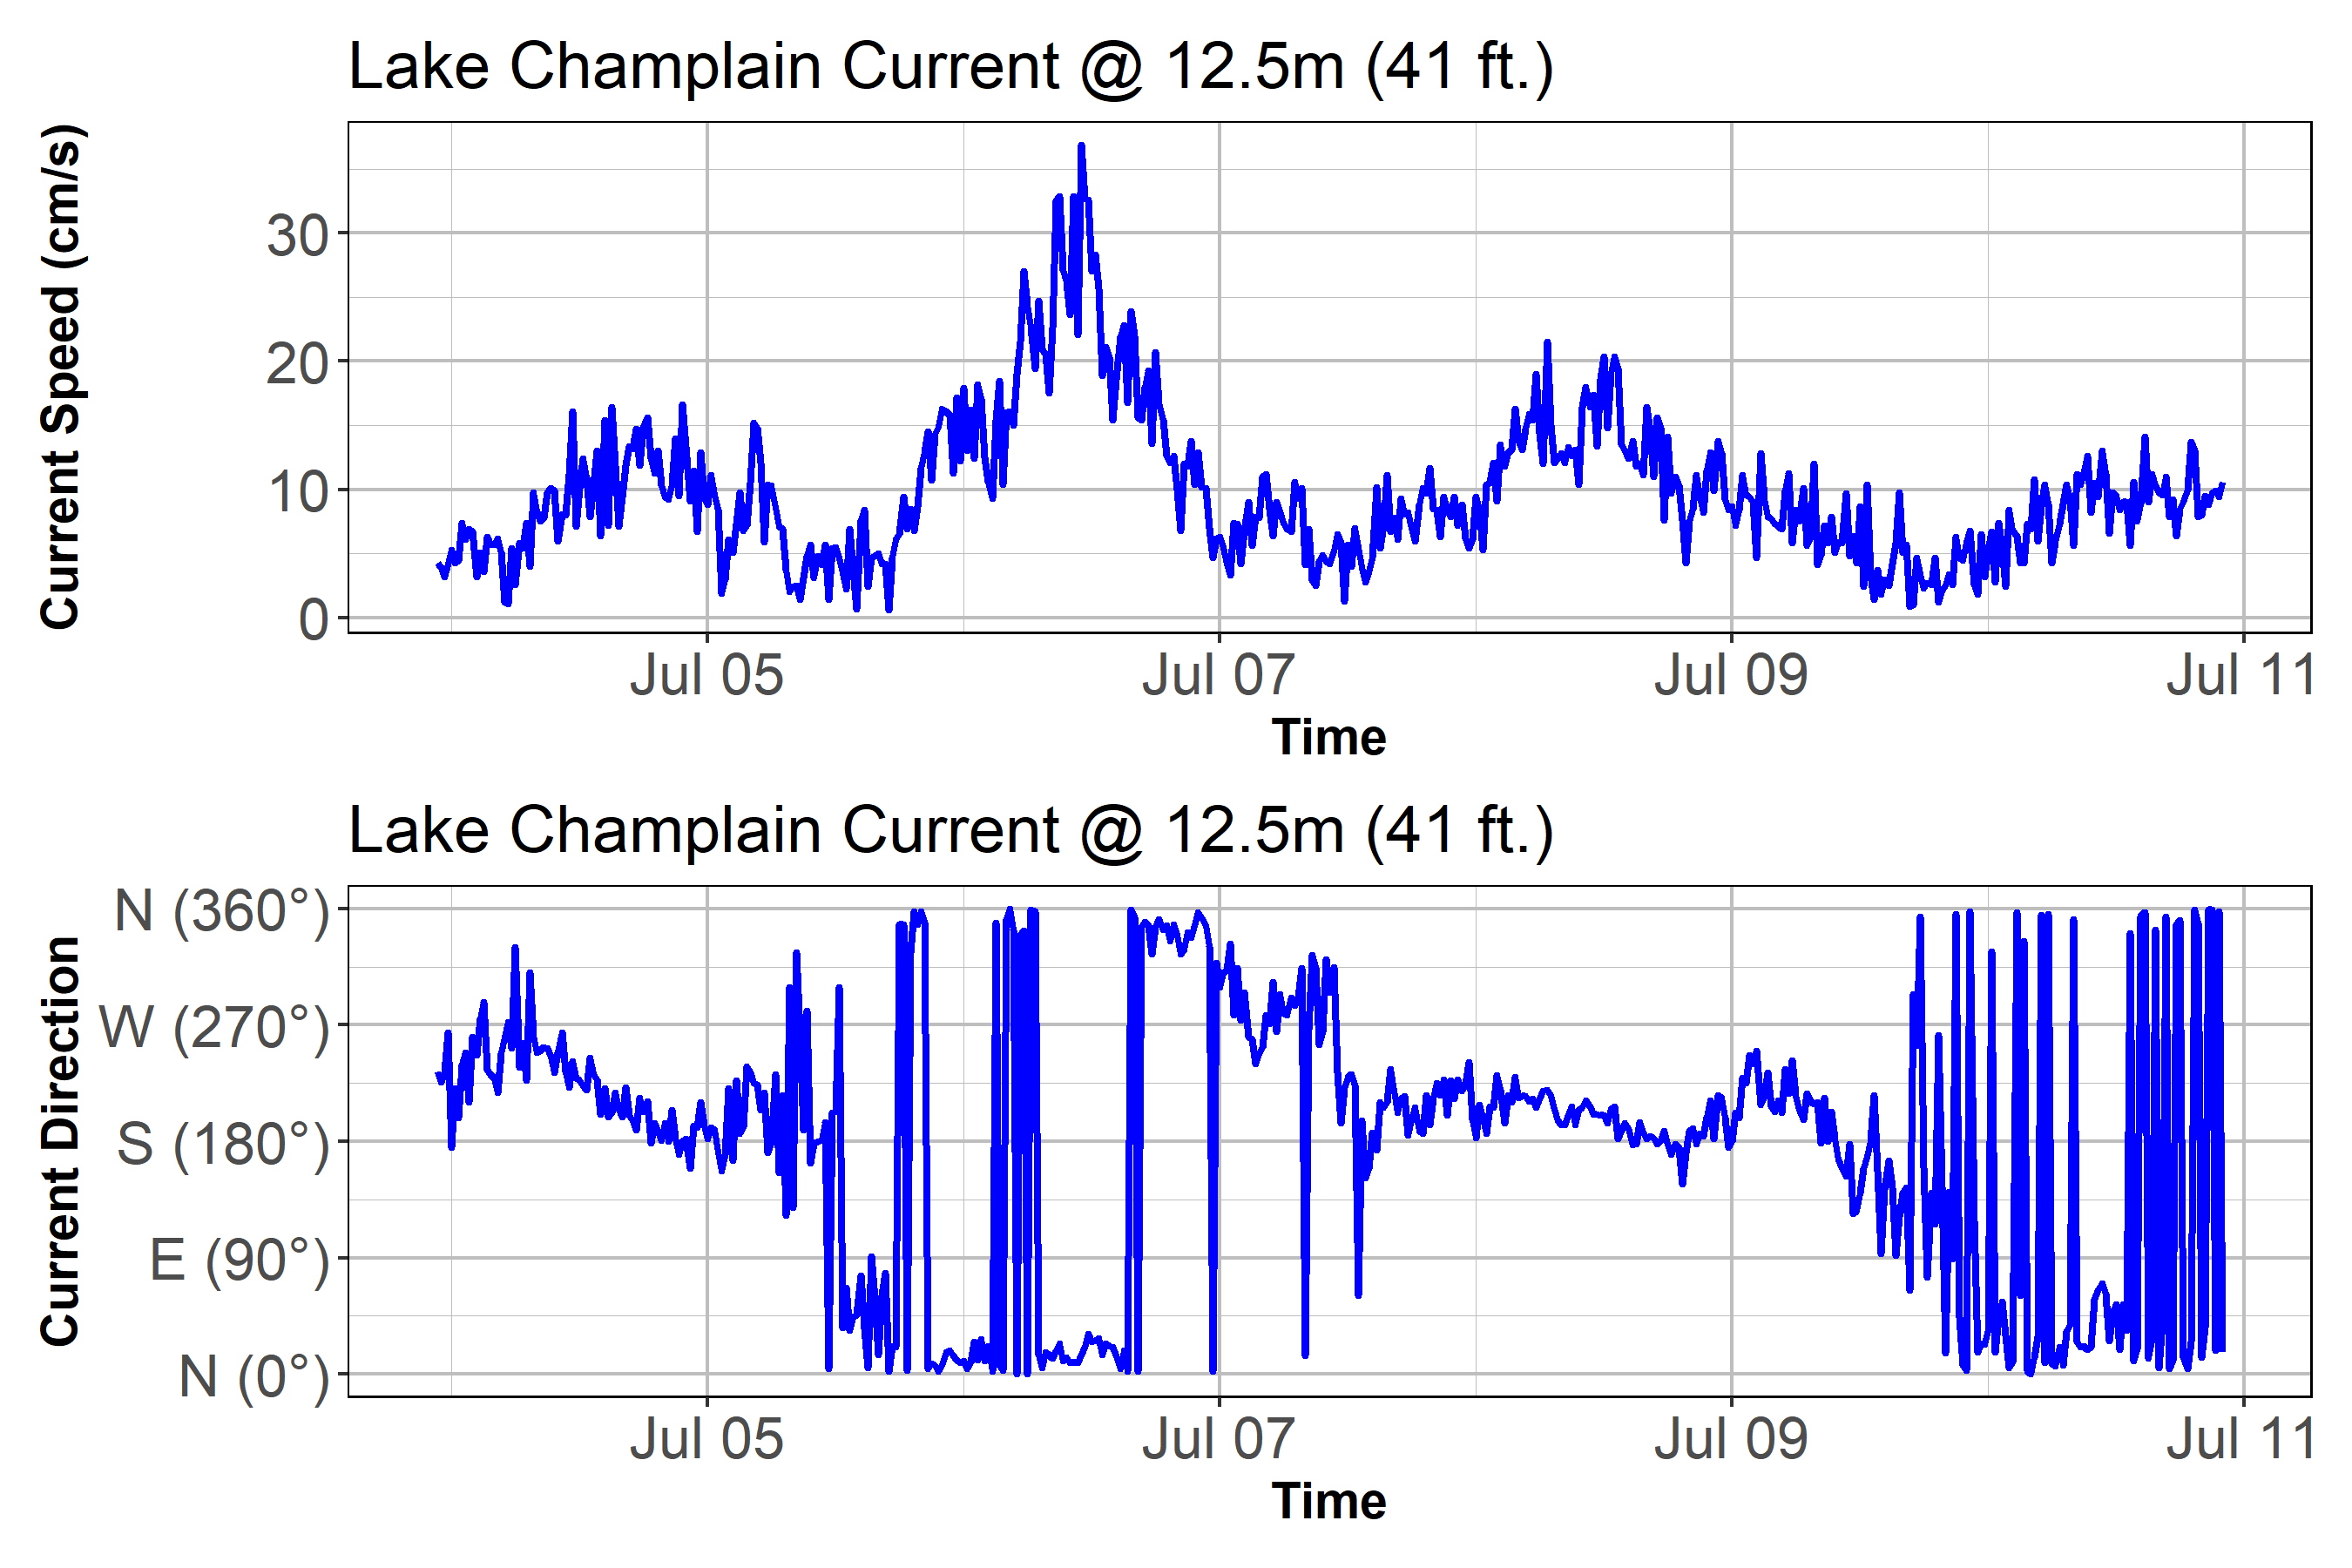 Lake Champlain Current @ 12.5m (41 ft.)
Current Speed (cm/s)
30
20
10
0
Jul 05 Jul 07 Jul 09 Jul 11
Time
Lake Champlain Current @ 12.5m (41 ft.)
Current Direction
N (360°)
W (270°)
S (180°)
E (90°)
N (0°)
Jul 05 Jul 07 Jul 09 Jul 11
Time